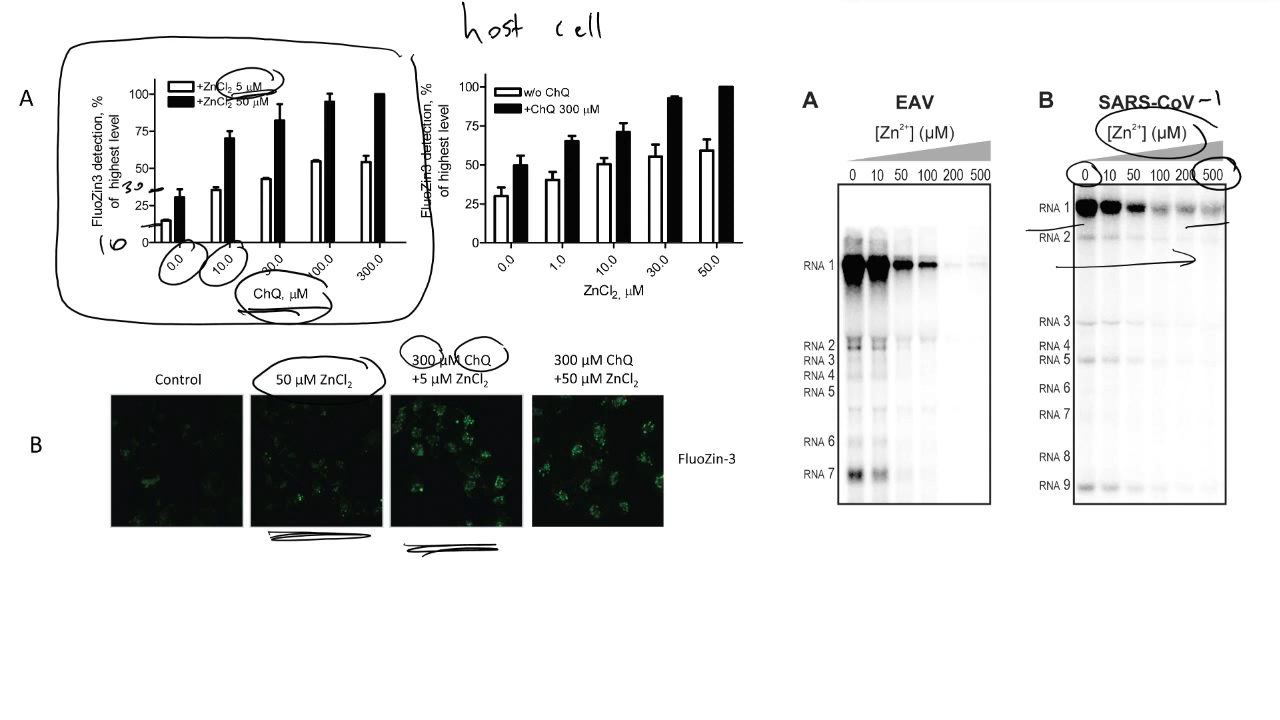 host cell
A
+ZnCl2 5 µM
+ZnCl2 50 µM
FluoZin3 detection, %
of highest level
100
75
50
30
25
10
0
0.0
10.0
30.0
100.0
300.0
ChQ, µM
w/o ChQ
+ChQ 300 µM
FluoZin3 detection, %
of highest level
100
75
50
25
0
0.0
1.0
10.0
30.0
50.0
ZnCl2, µM
B
Control
50 µM ZnCl2
300 µM ChQ
+5 µM ZnCl2
300 µM ChQ
+50 µM ZnCl2
FluoZin-3
A
EAV
[Zn2+] (µM)
0 10 50 100 200 500
RNA 1
RNA 2
RNA 3
RNA 4
RNA 5
RNA 6
RNA 7
B
SARS-CoV -1
[Zn2+] (µM)
0 10 50 100 200 500
RNA 1
RNA 2
RNA 3
RNA 4
RNA 5
RNA 6
RNA 7
RNA 8
RNA 9